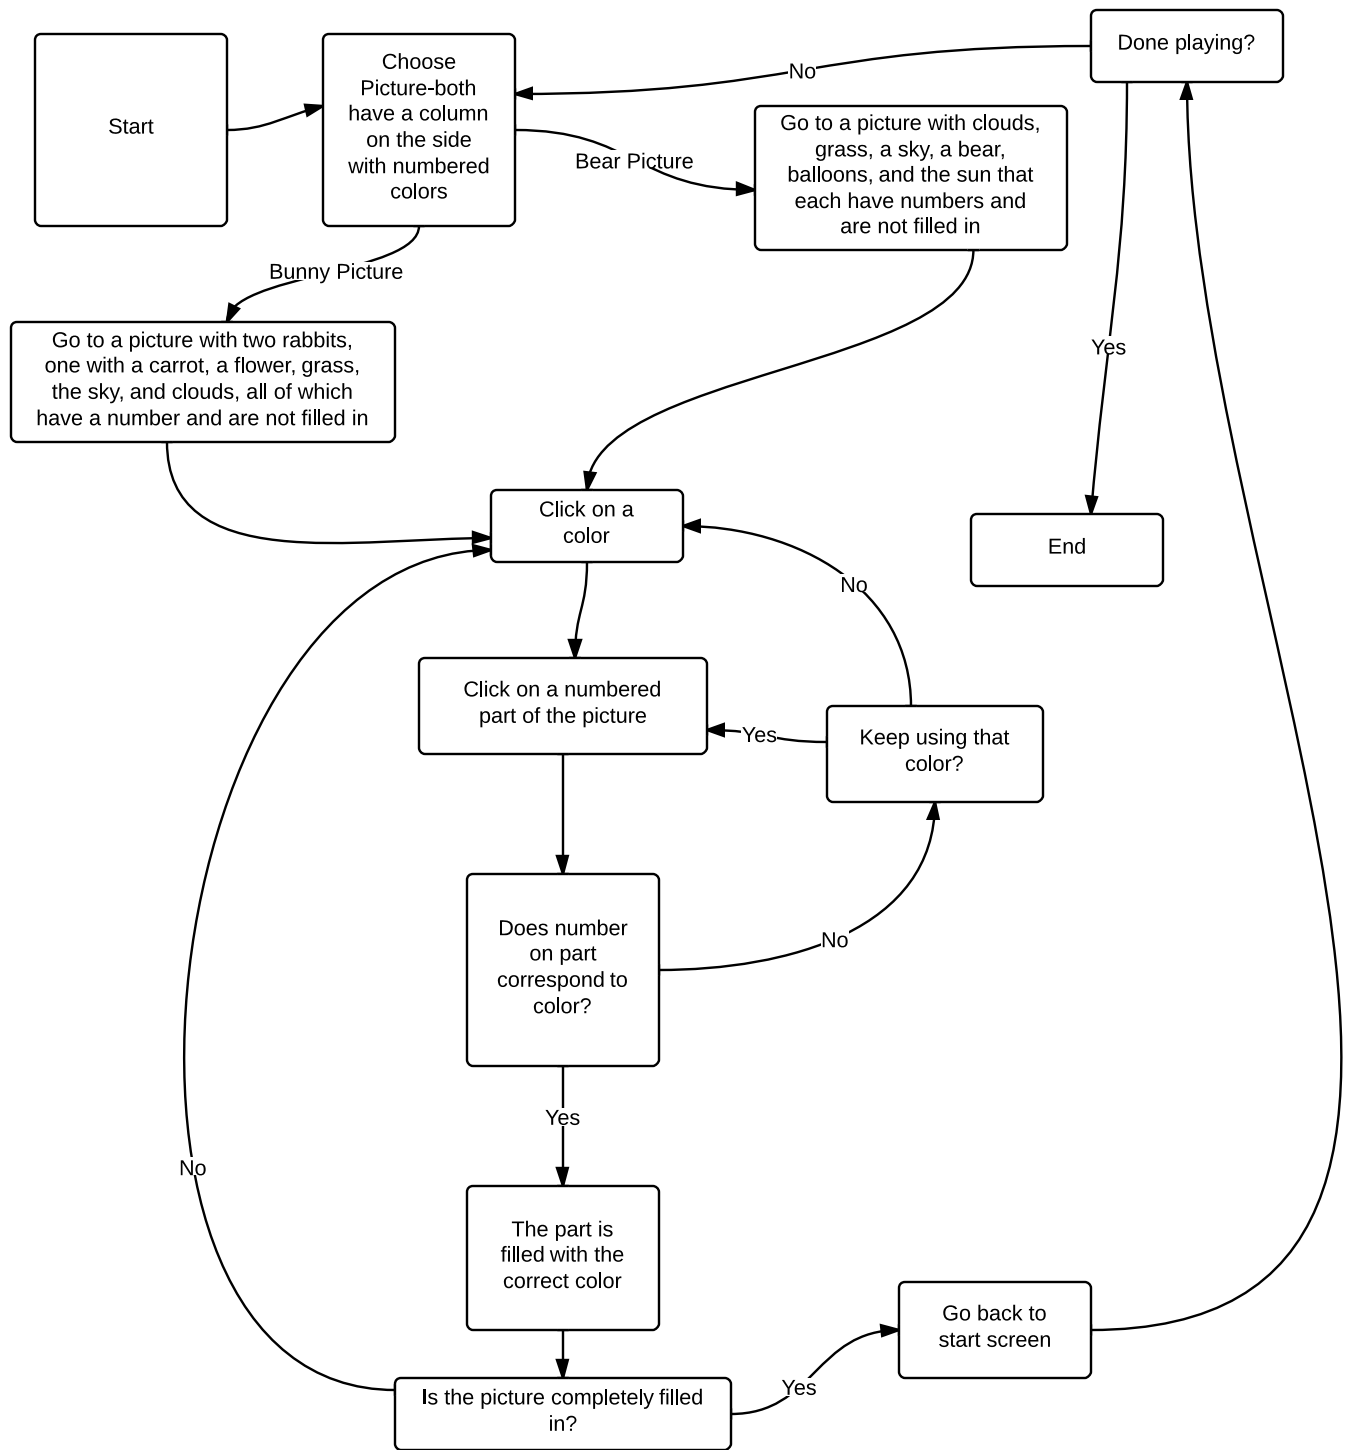 Start
Choose
Picture-both
have a column
on the side
with numbered
colors
No
Done playing?
Bear Picture
Go to a picture with clouds,
grass, a sky, a bear,
balloons, and the sun that
each have numbers and
are not filled in
Bunny Picture
Go to a picture with two rabbits,
one with a carrot, a flower, grass,
the sky, and clouds, all of which
have a number and are not filled in
Yes
End
Click on a
color
No
Click on a numbered
part of the picture
Yes
Keep using that
color?
Does number
on part
correspond to
color?
No
Yes
No
The part is
filled with the
correct color
Go back to
start screen
Yes
Is the picture completely filled
in?